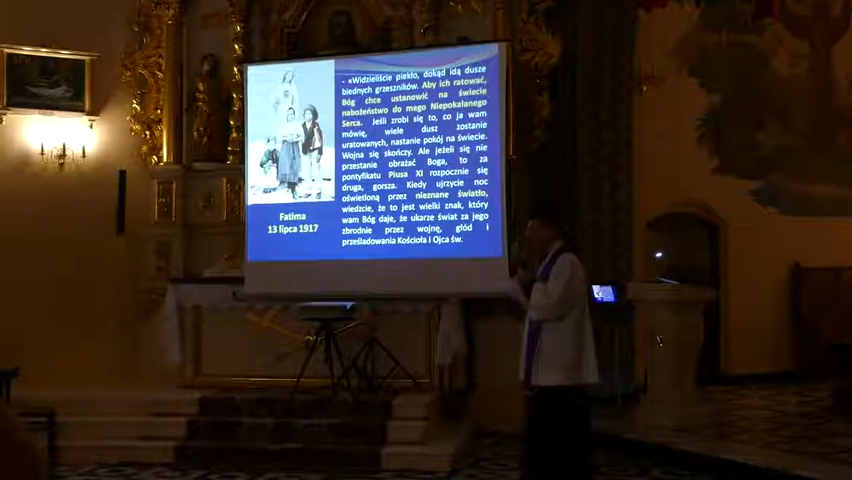 - «Widzieliście piekło, dokąd idą dusze
biednych grzeszników. Aby ich ratować,
Bóg chce ustanowić na świecie
nabożeństwo do mego Niepokalanego
Serca. Jeśli zrobi się to, co ja wam
mówię, wiele dusz zostanie
uratowanych, nastanie pokój na świecie.
Wojna się skończy. Ale jeżeli się nie
przestanie obrażać Boga, to za
pontyfikatu Piusa XI rozpocznie się
druga, gorsza. Kiedy ujrzycie noc
oświetloną przez nieznane światło,
wiedzcie, że to jest wielki znak, który
wam Bóg daje, że ukarze świat za jego
zbrodnie przez wojnę, głód i
prześladowania Kościoła i Ojca św.
Fatima
13 lipca 1917